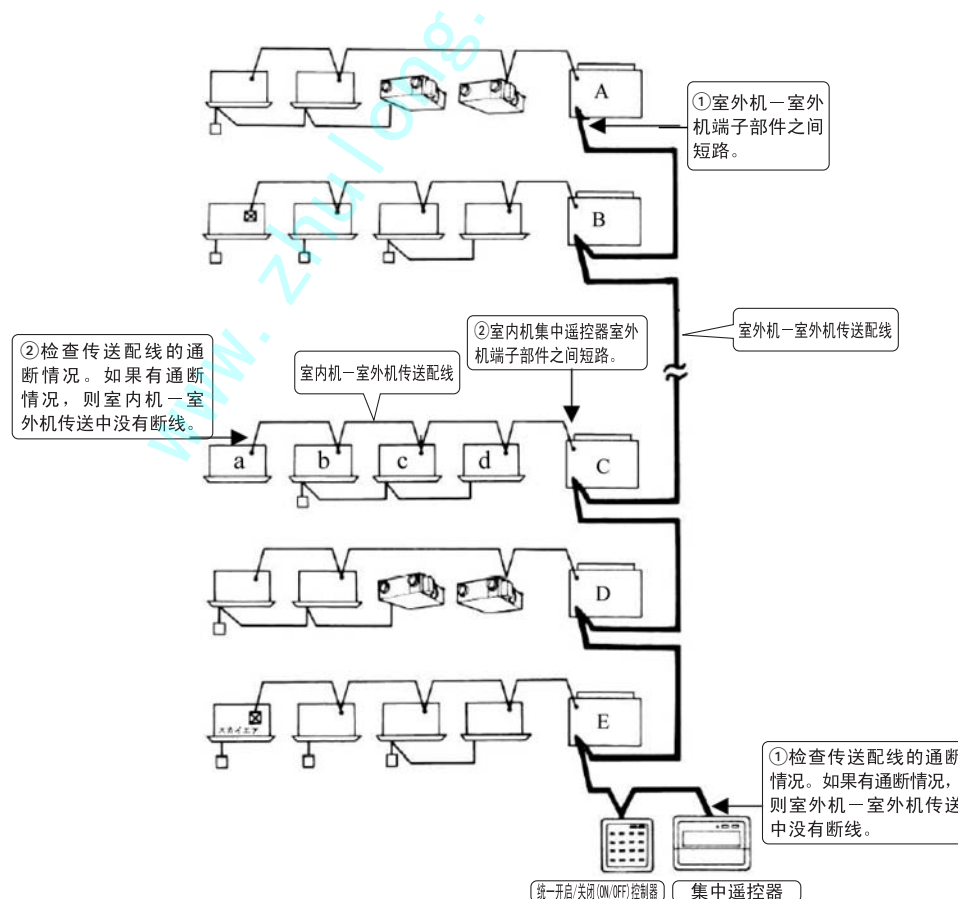 A
①室外机－室外
机端子部件之间
短路。
B
室外机－室外机传送配线
②室内机集中遥控器室外
机端子部件之间短路。
②检查传送配线的通
断情况。如果有通断
情况，则室内机－室
外机传送中没有断线。
室内机－室外机传送配线
a
b
c
d
C
D
スカイエア
E
①检查传送配线的通断
情况。如果有通断情况，
则室外机－室外机传送
中没有断线。
统一开启/关闭(ON/OFF)控制器
集中遥控器
www.zhulong.